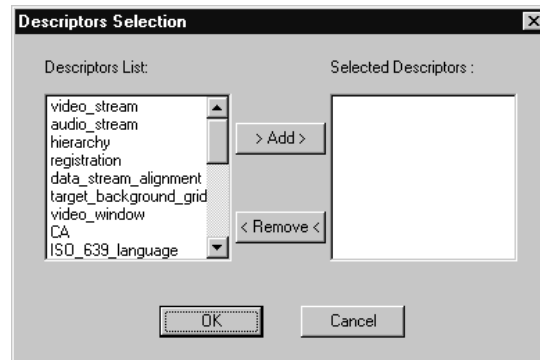 Descriptors Selection
Descriptors List:
Selected Descriptors :
video_stream
audio_stream
hierarchy
registration
data_stream_alignment
target_background_grid
video_window
CA
ISO_639_language
> Add >
< Remove <
OK
Cancel